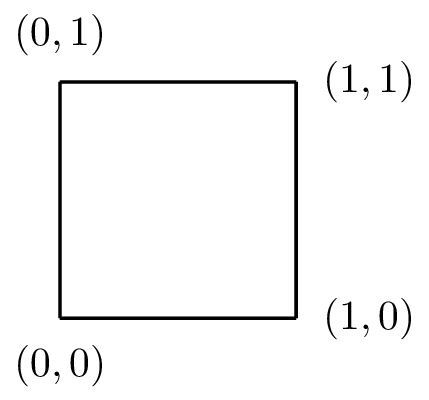 (0, 1)
(1, 1)
(1, 0)
(0, 0)